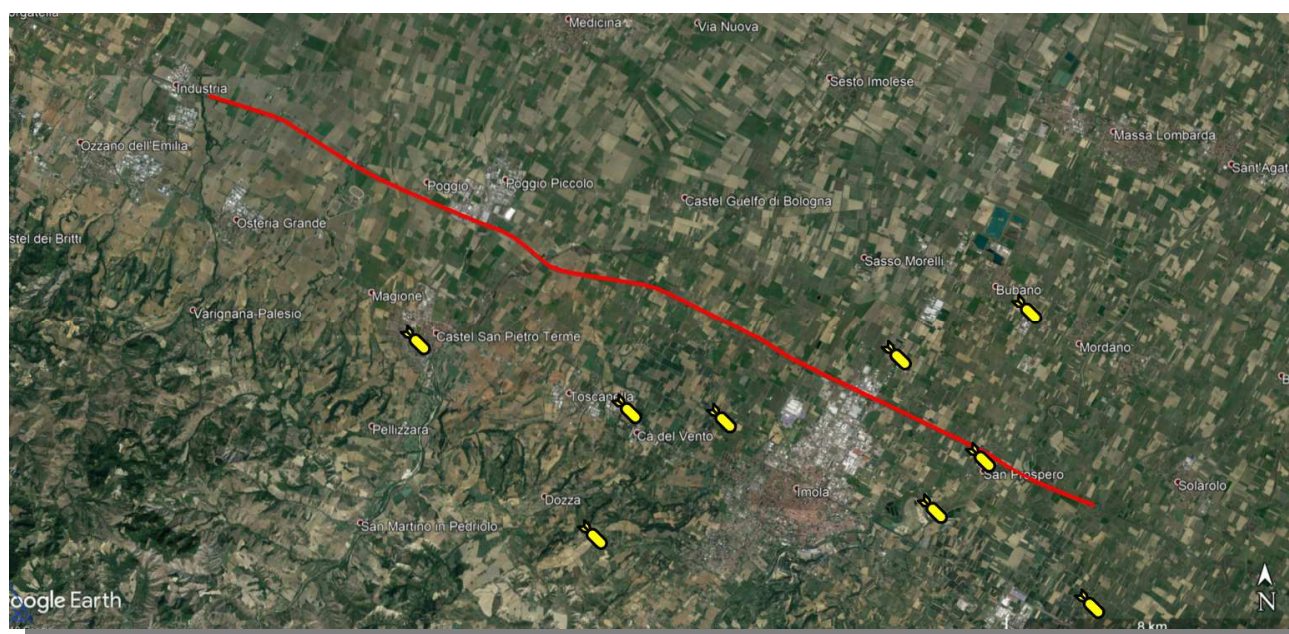 Medicina
Via Nuova
Industria
Sesto Imolese
Ozzano dell'Emilia
Massa Lombarda
Sant'Agat
Poggio
Poggio Piccolo
Castel Guelfo di Bologna
Osteria Grande
stel dei Britti
Sasso Morelli
Bubano
Magione
Varignana-Palesio
Castel San Pietro Terme
Mordano
Toscanella
Pellizzara
Cà del Vento
San Prospero
Solarolo
Imola
Dozza
San Martino in Pedriolo
oogle Earth
N
8 km